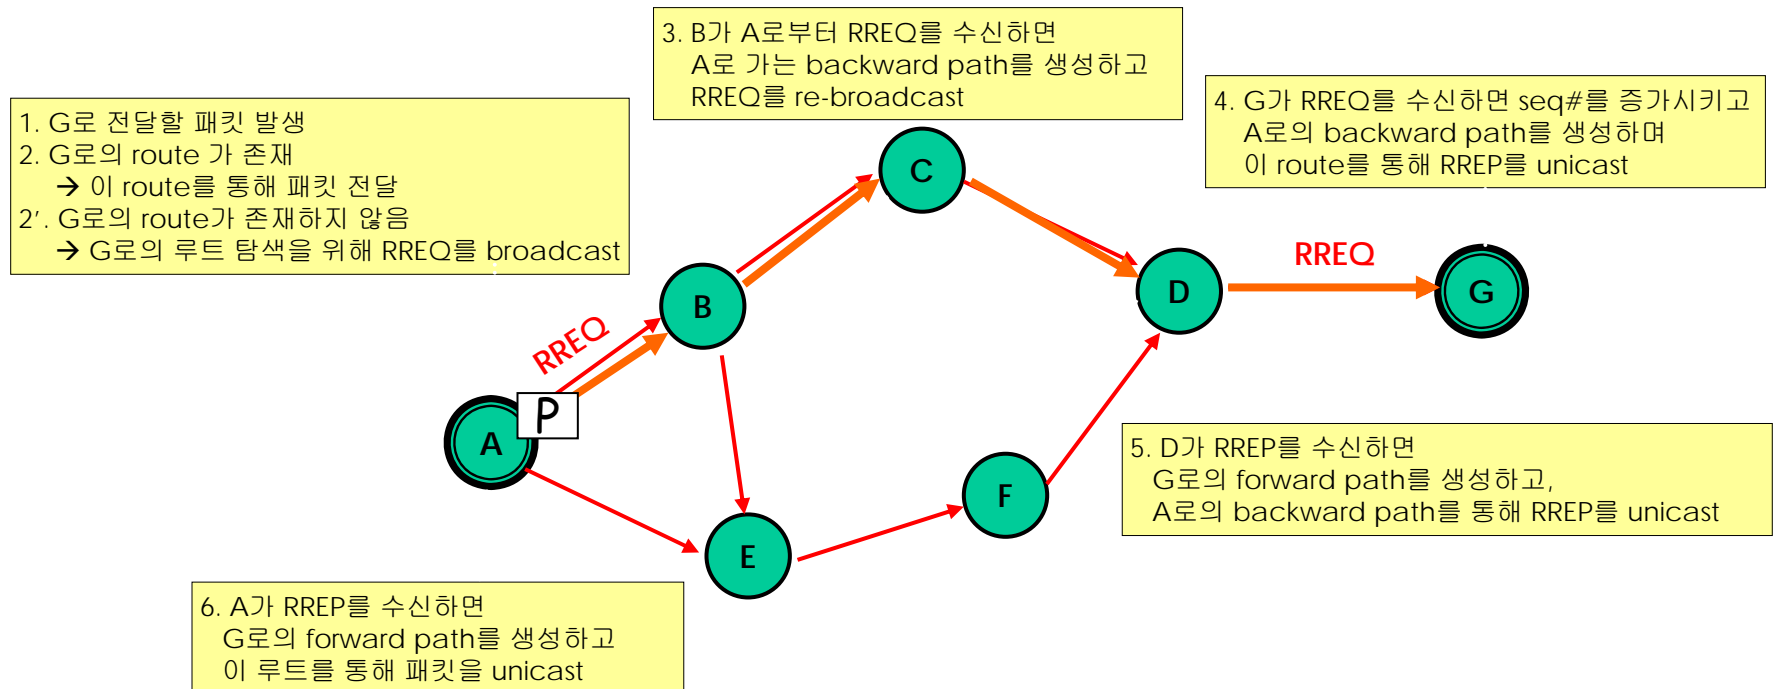 3. B가 A로부터 RREQ를 수신하면
A로 가는 backward path를 생성하고
RREQ를 re-broadcast
1. G로 전달할 패킷 발생
2. G로의 route 가 존재
→ 이 route를 통해 패킷 전달
2'. G로의 route가 존재하지 않음
→ G로의 루트 탐색을 위해 RREQ를 broadcast
4. G가 RREQ를 수신하면 seq#를 증가시키고
A로의 backward path를 생성하며
이 route를 통해 RREP를 unicast
C
RREQ
B
D
G
RREQ
P
A
E
F
5. D가 RREP를 수신하면
G로의 forward path를 생성하고,
A로의 backward path를 통해 RREP를 unicast
6. A가 RREP를 수신하면
G로의 forward path를 생성하고
이 루트를 통해 패킷을 unicast